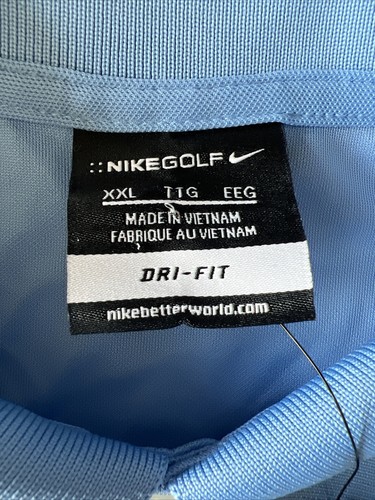 ::NIKEGOLF
XXL TTG EEG
MADE IN VIETNAM
FABRIQUE AU VIETNAM
DRI-FIT
nikebetterworld.com